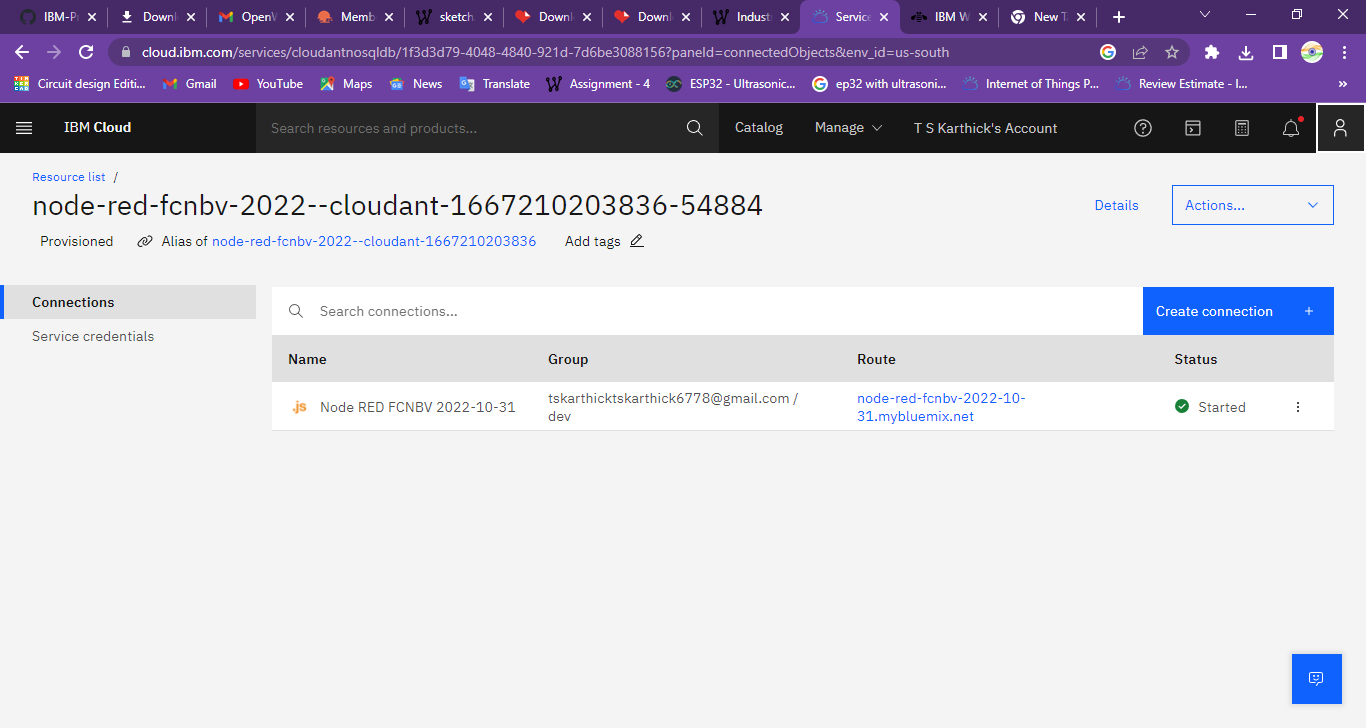 IBM-Pr
Downl
OpenW
Memb
sketch.
Downl
Downl
Indust
Service
IBM W
New T
cloud.ibm.com/services/cloudantnosqldb/1f3d3d79-4048-4840-921d-7d6be3088156?paneId=connectedObjects&env_id=us-south
Circuit design Editi...
Gmail
YouTube
Maps
News
Translate
Assignment - 4
ESP32 - Ultrasonic...
ep32 with ultrasoni...
Internet of Things P...
Review Estimate - I...
»
IBM Cloud
Search resources and products...
Catalog
Manage
T S Karthick's Account
Resource list /
node-red-fcnbv-2022--cloudant-1667210203836-54884
Details
Actions...
Provisioned
Alias of node-red-fcnbv-2022--cloudant-1667210203836
Add tags
Connections
Service credentials
Search connections...
Create connection +
Name Group Route Status
.js
Node RED FCNBV 2022-10-31
tskarthicktskarthick6778@gmail.com /
dev
node-red-fcnbv-2022-10-
31.mybluemix.net
Started